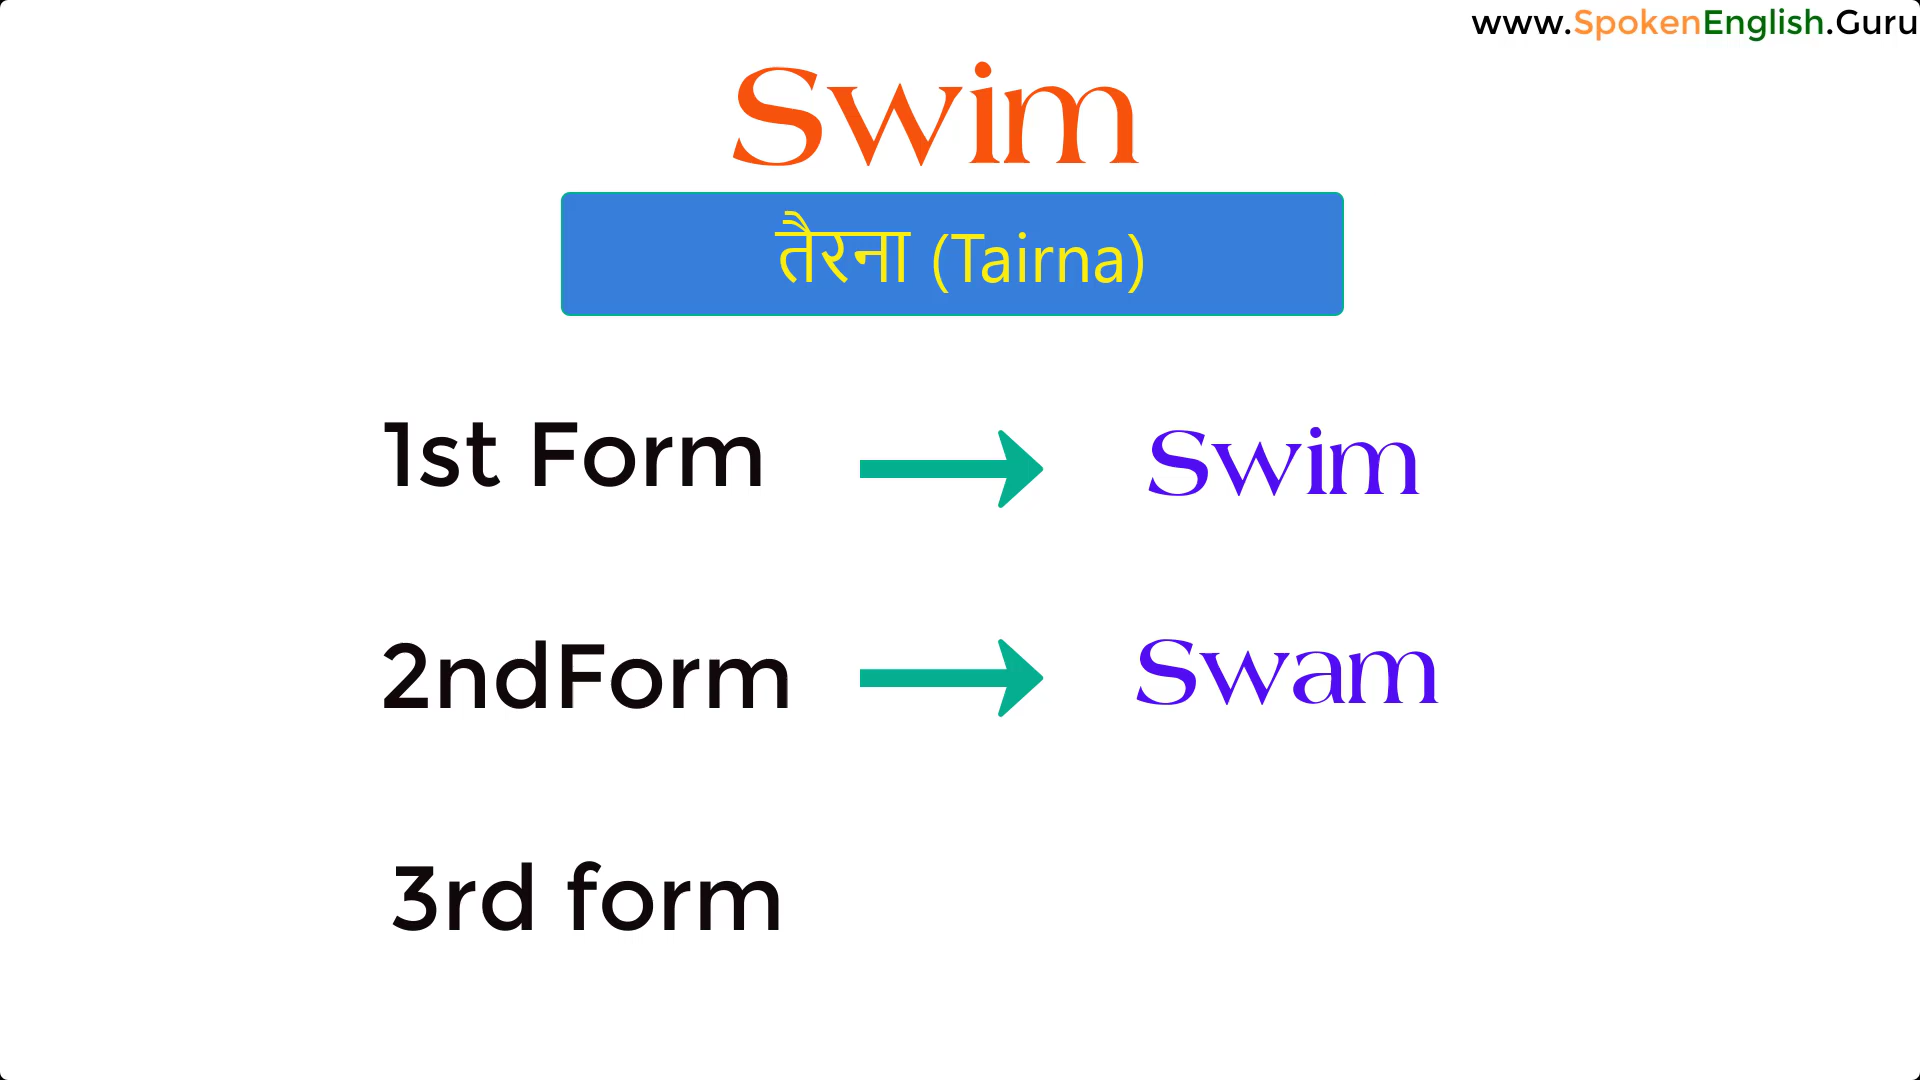 www.SpokenEnglish.Guru
Swim
तैरना (Tairna)
1st Form Swim
2ndForm Swam
3rd form